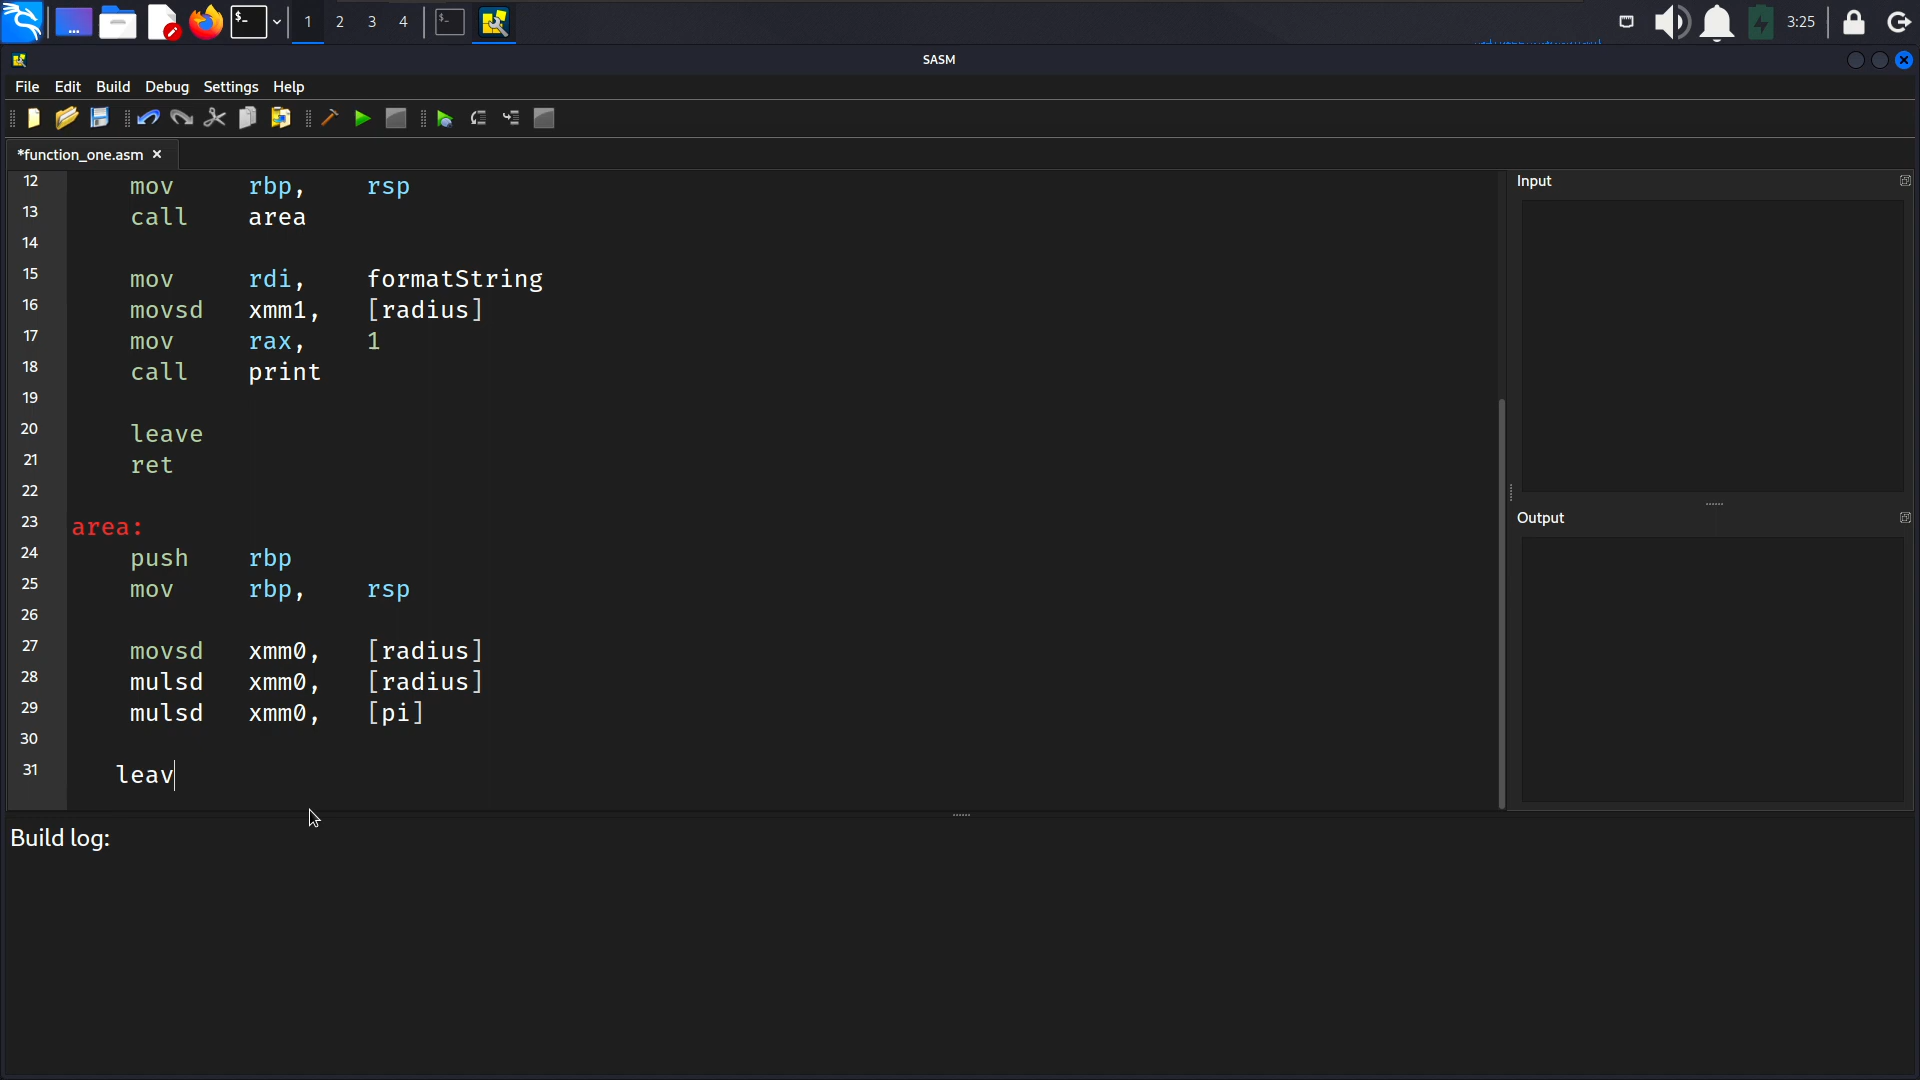 1 2 3 4 3:25
SASM
File Edit Build Debug Settings Help
*function_one.asm
12 mov rbp, rsp
13 call area
14
15 mov rdi, formatString
16 movsd xmm1, [radius]
17 mov rax, 1
18 call print
19
20 leave
21 ret
22
23 area:
24 push rbp
25 mov rbp, rsp
26
27 movsd xmm0, [radius]
28 mulsd xmm0, [radius]
29 mulsd xmm0, [pi]
30
31 leav
Input
Output
Build log: